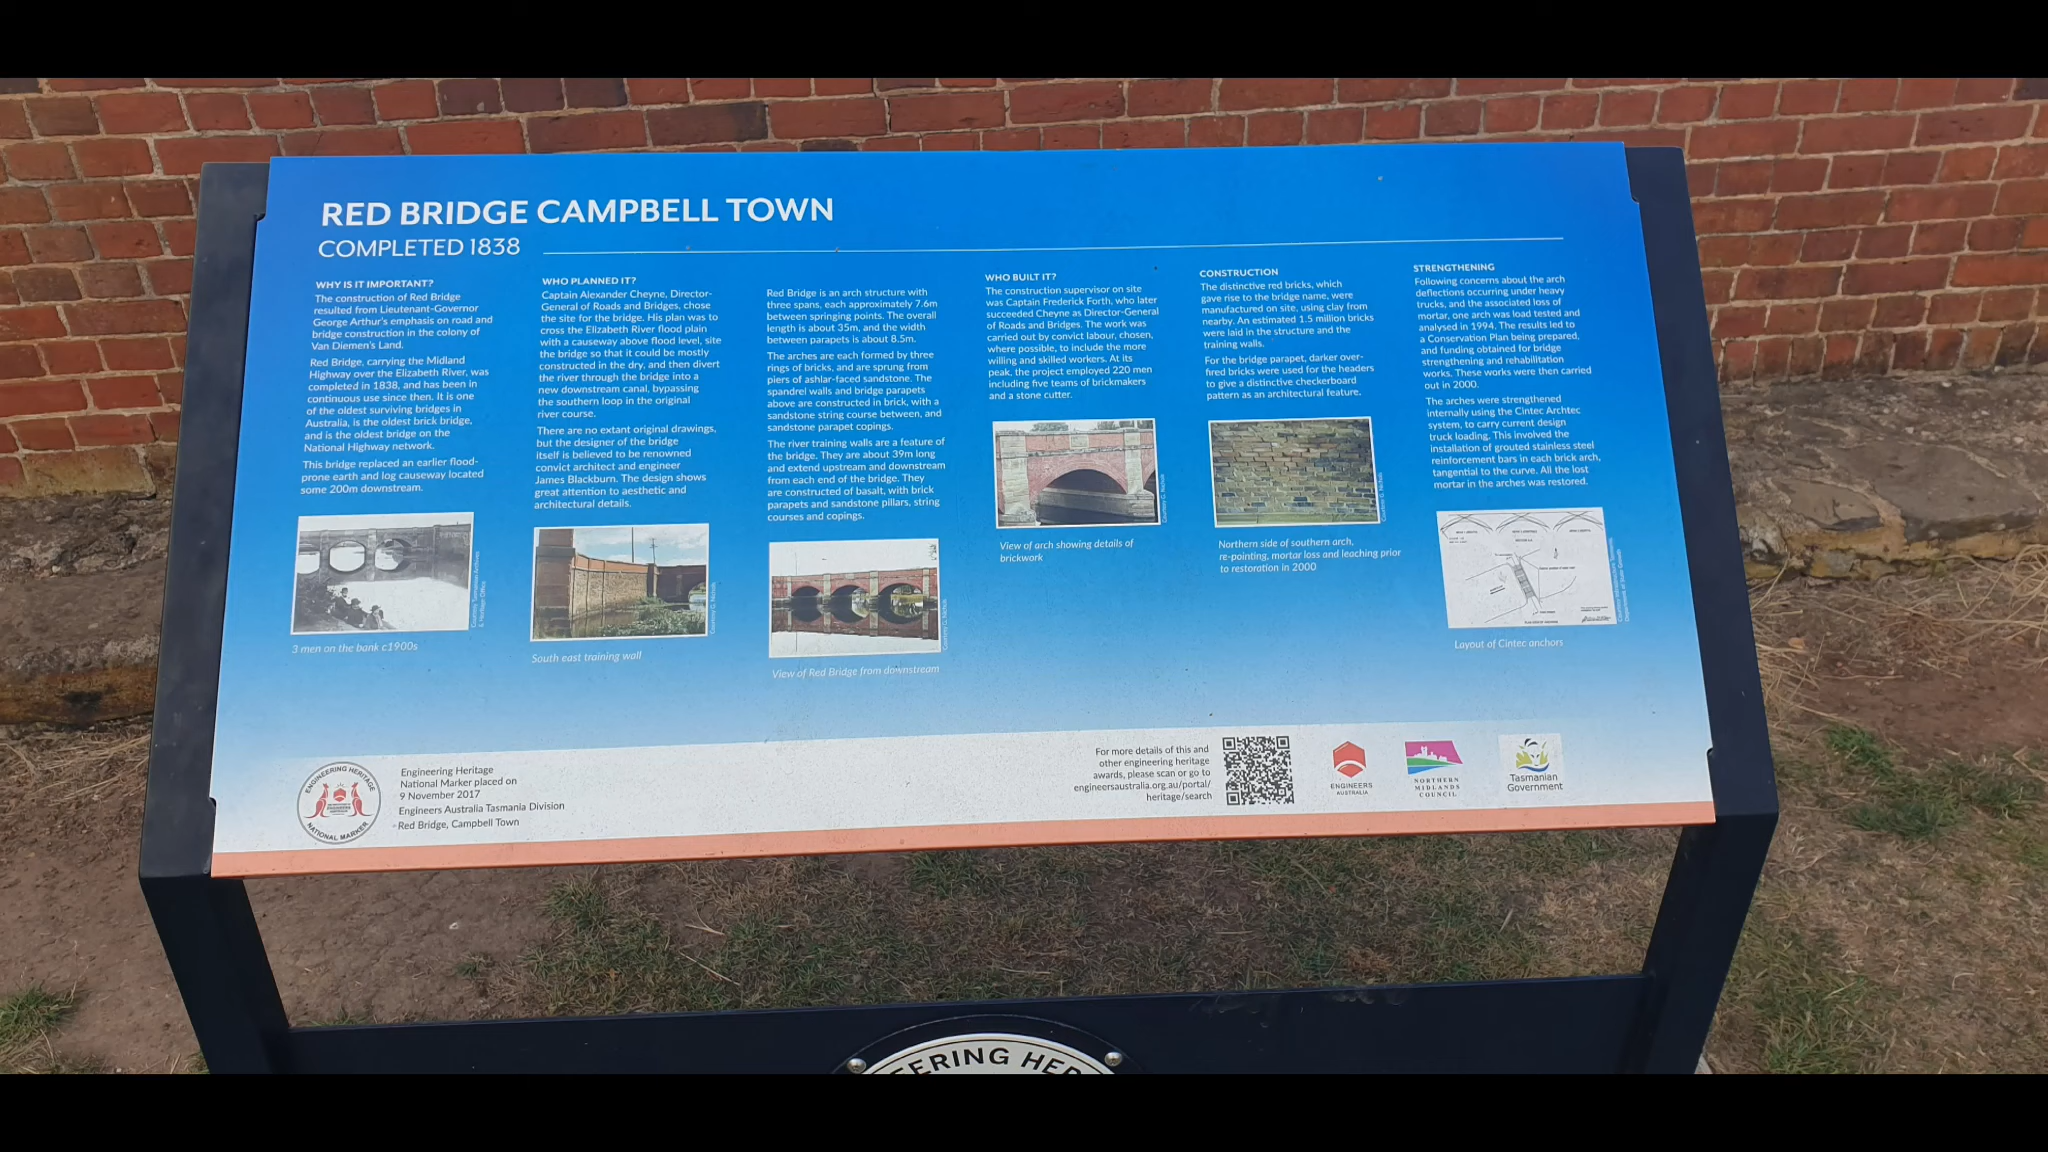 RED BRIDGE CAMPBELL TOWN
COMPLETED 1838
WHY IS IT IMPORTANT?
The construction of Red Bridge
resulted from Lieutenant-Governor
George Arthur's emphasis on road and
bridge construction in the colony of
Van Diemen's Land.
Red Bridge, carrying the Midland
Highway over the Elizabeth River, was
completed in 1838, and has been in
continuous use since then. It is one
of the oldest surviving bridges in
Australia, is the oldest brick bridge,
and is the oldest bridge on the
National Highway network.
This bridge replaced an earlier flood-
prone earth and log causeway located
some 200m downstream.
3 men on the bank c1900s
WHO PLANNED IT?
Captain Alexander Cheyne, Director-
General of Roads and Bridges, chose
the site for the bridge. His plan was to
cross the Elizabeth River flood plain
with a causeway above flood level, site
the bridge so that it could be mostly
constructed in the dry, and then divert
the river through the bridge into a
new downstream canal, bypassing
the southern loop in the original
river course.
There are no extant original drawings,
but the designer of the bridge
itself is believed to be renowned
convict architect and engineer
James Blackburn. The design shows
great attention to aesthetic and
architectural details.
Courtesy G. Nichols
South east training wall
Red Bridge is an arch structure with
three spans, each approximately 7.6m
between springing points. The overall
length is about 35m, and the width
between parapets is about 8.5m.
The arches are each formed by three
rings of bricks, and are sprung from
piers of ashlar-faced sandstone. The
spandrel walls and bridge parapets
above are constructed in brick, with a
sandstone string course between, and
sandstone parapet copings.
The river training walls are a feature of
the bridge. They are about 39m long
and extend upstream and downstream
from each end of the bridge. They
are constructed of basalt, with brick
parapets and sandstone pillars, string
courses and copings.
Courtesy G. Nichols
View of Red Bridge from downstream
WHO BUILT IT?
The construction supervisor on site
was Captain Frederick Forth, who later
succeeded Cheyne as Director-General
of Roads and Bridges. The work was
carried out by convict labour, chosen,
where possible, to include the more
willing and skilled workers. At its
peak, the project employed 220 men
including five teams of brickmakers
and a stone cutter.
Courtesy G. Nichols
View of arch showing details of
brickwork
CONSTRUCTION
The distinctive red bricks, which
gave rise to the bridge name, were
manufactured on site, using clay from
nearby. An estimated 1.5 million bricks
were laid in the structure and the
training walls.
For the bridge parapet, darker over-
fired bricks were used for the headers
to give a distinctive checkerboard
pattern as an architectural feature.
Courtesy G. Nichols
Northern side of southern arch,
re-pointing, mortar loss and leaching prior
to restoration in 2000
STRENGTHENING
Following concerns about the arch
deflections occurring under heavy
trucks, and the associated loss of
mortar, one arch was load tested and
analysed in 1994. The results led to
a Conservation Plan being prepared,
and funding obtained for bridge
strengthening and rehabilitation
works. These works were then carried
out in 2000.
The arches were strengthened
internally using the Cintec Archtec
system, to carry current design
truck loading. This involved the
installation of grouted stainless steel
reinforcement bars in each brick arch,
tangential to the curve. All the lost
mortar in the arches was restored.
Layout of Cintec anchors
ENGINEERING HERITAGE
NATIONAL MARKER
Engineering Heritage
National Marker placed on
9 November 2017
Engineers Australia Tasmania Division
Red Bridge, Campbell Town
For more details of this and
other engineering heritage
awards, please scan or go to
engineersaustralia.org.au/portal/
heritage/search
ENGINEERS
AUSTRALIA
NORTHERN
MIDLANDS
COUNCIL
Tasmanian
Government
EERING HER